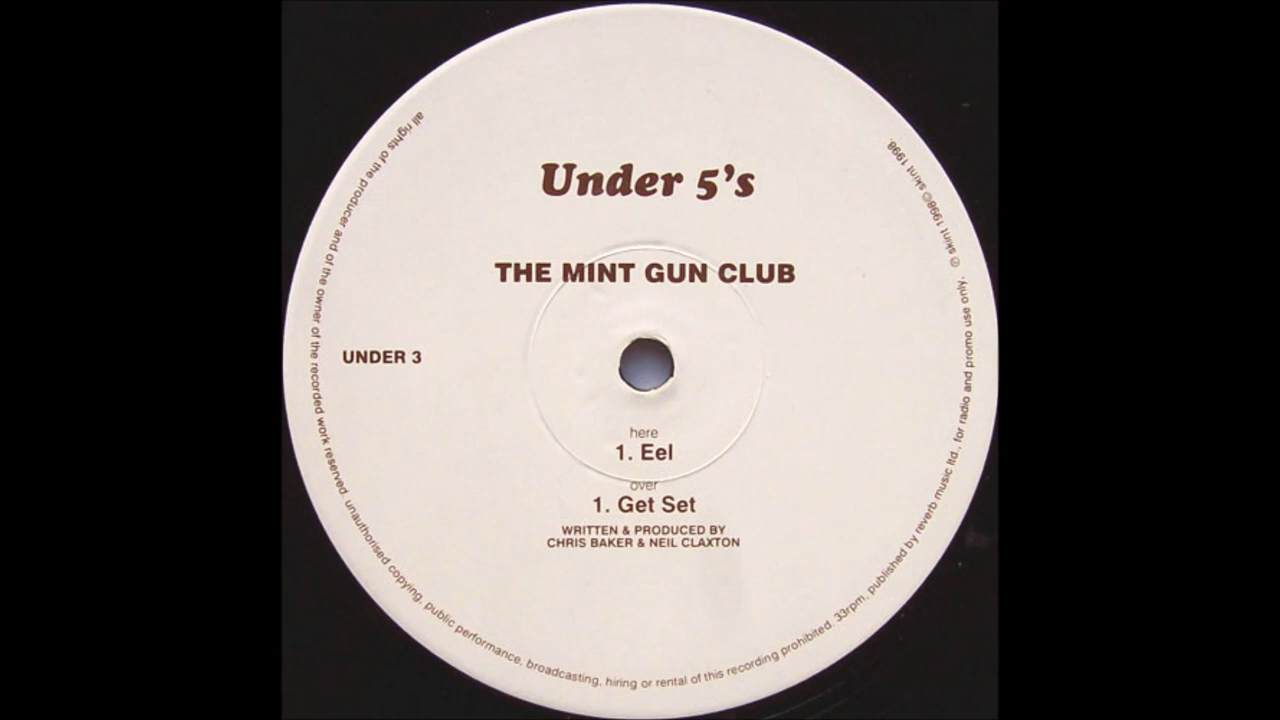 Under 5's
THE MINT GUN CLUB
UNDER 3
here
1. Eel
over
1. Get Set
WRITTEN & PRODUCED BY
CHRIS BAKER & NEIL CLAXTON
all rights of the producer and of the owner of the recorded work reserved. unauthorised copying, public performance, broadcasting, hiring or rental of this recording prohibited. 33rpm, published by reverb music ltd., for radio and promo use only. ℗ skint 1998© skint 1998.